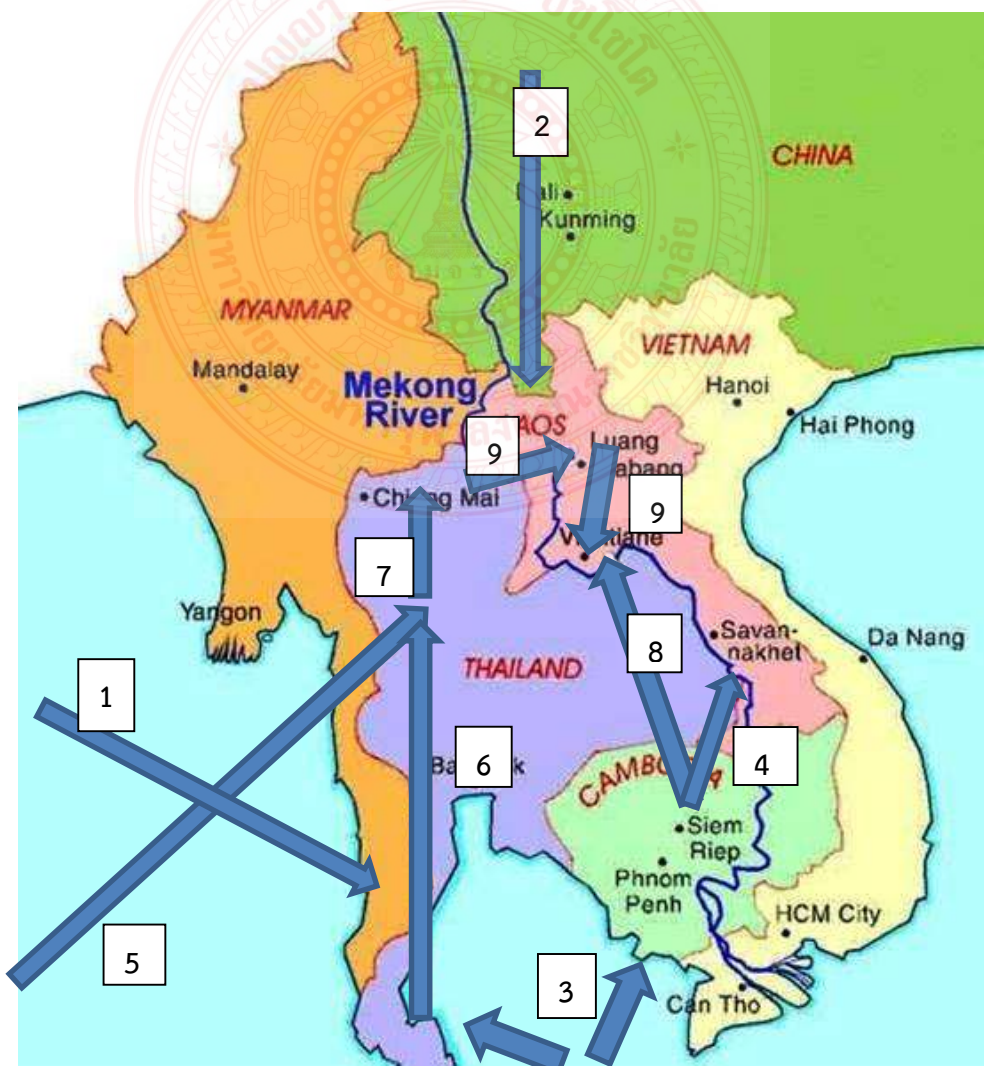 2
CHINA
Kunming
MYANMAR
VIETNAM
Mandalay
Mekong
River
Hanoi
Hai Phong
9
Luang
Chiang Mai
9
7
Yangon
Savan-
nakhet
Da Nang
8
THAILAND
1
6
4
CAMBODIA
Siem
Riep
Phnom
Penh
HCM City
5
3
Can Tho